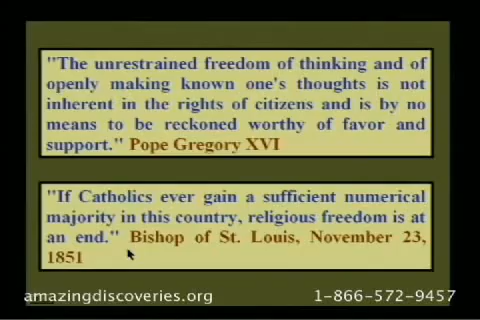 "The unrestrained freedom of thinking and of
openly making known one's thoughts is not
inherent in the rights of citizens and is by no
means to be reckoned worthy of favor and
support." Pope Gregory XVI
"If Catholics ever gain a sufficient numerical
majority in this country, religious freedom is at
an end." Bishop of St. Louis, November 23,
1851
amazingdiscoveries.org 1-866-572-9457